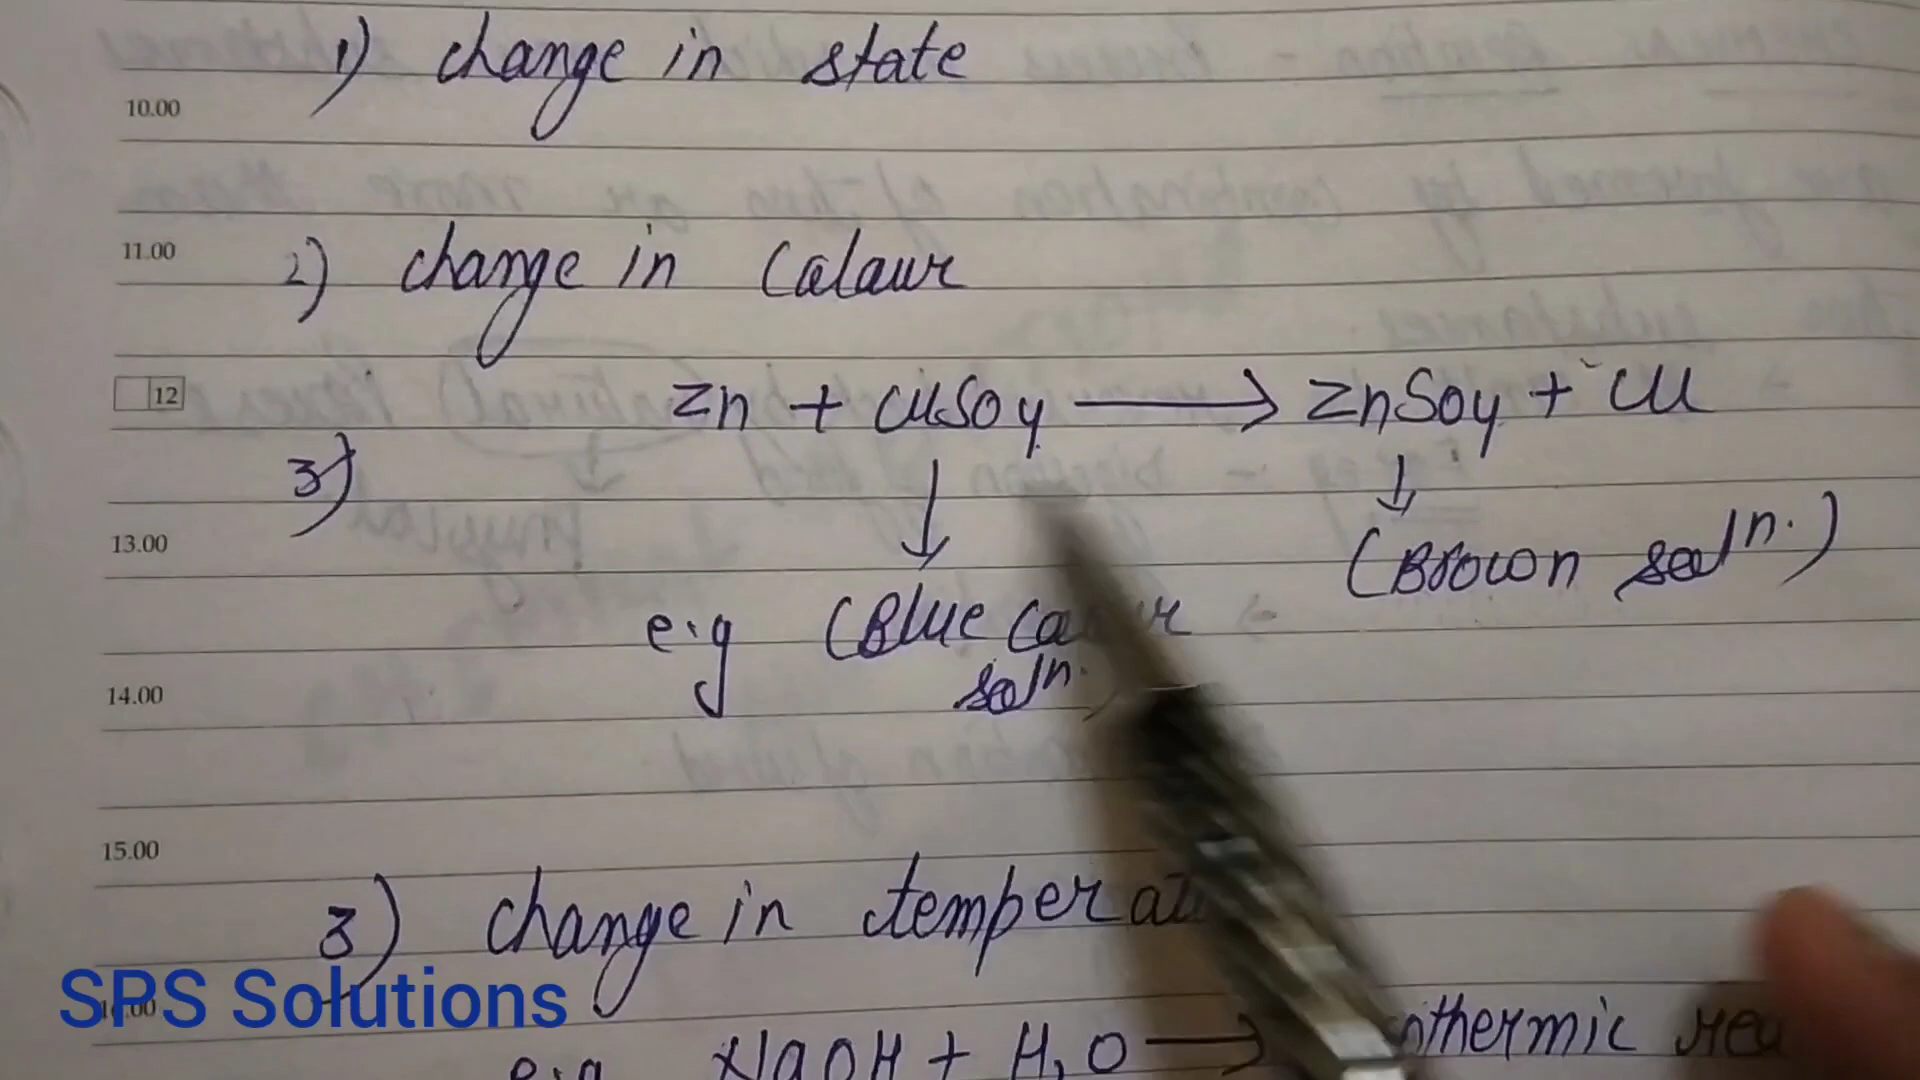 1) change in state
10.00
11.00
2) change in Calaur
12
Zn + CuSo4 → ZnSo4 + Cu
3)
↓ ↓
13.00
(Brown soln.)
e.g (Blue
soln.)
14.00
15.00
3) change in
SPS Solutions
e.g NaOH + H2O →